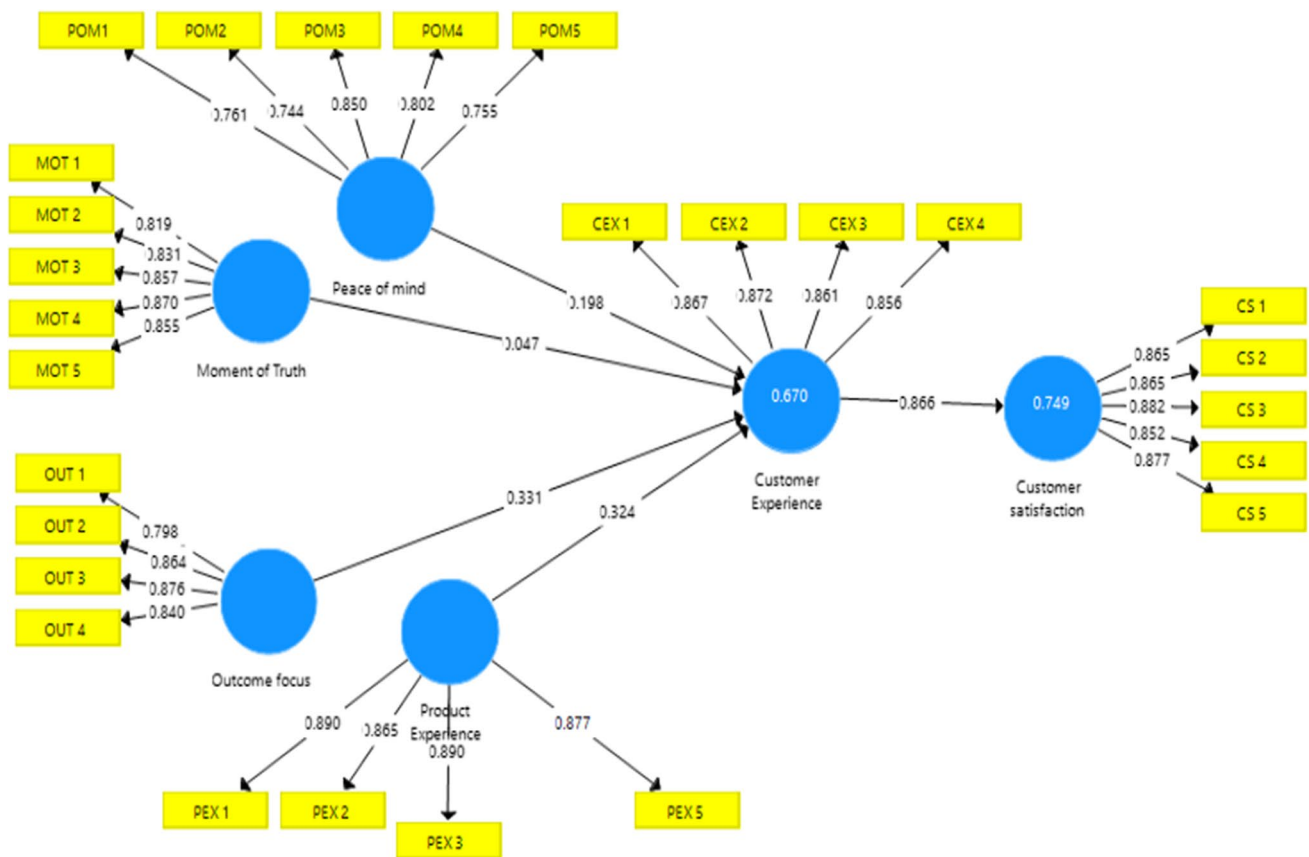 POM1
POM2
POM3
POM4
POM5
0.761
0.744
0.850
0.802
0.755
MOT 1
MOT 2
MOT 3
MOT 4
MOT 5
0.819
0.831
0.857
0.870
0.855
Peace of mind
Moment of Truth
0.198
0.047
CEX 1
CEX 2
CEX 3
CEX 4
0.867
0.872
0.861
0.856
0.670
Customer
Experience
0.866
0.749
Customer
satisfaction
0.865
0.865
0.882
0.852
0.877
CS 1
CS 2
CS 3
CS 4
CS 5
OUT 1
OUT 2
OUT 3
OUT 4
0.798
0.864
0.876
0.840
Outcome focus
0.331
0.324
Product
Experience
0.890
0.865
0.890
0.877
PEX 1
PEX 2
PEX 3
PEX 5